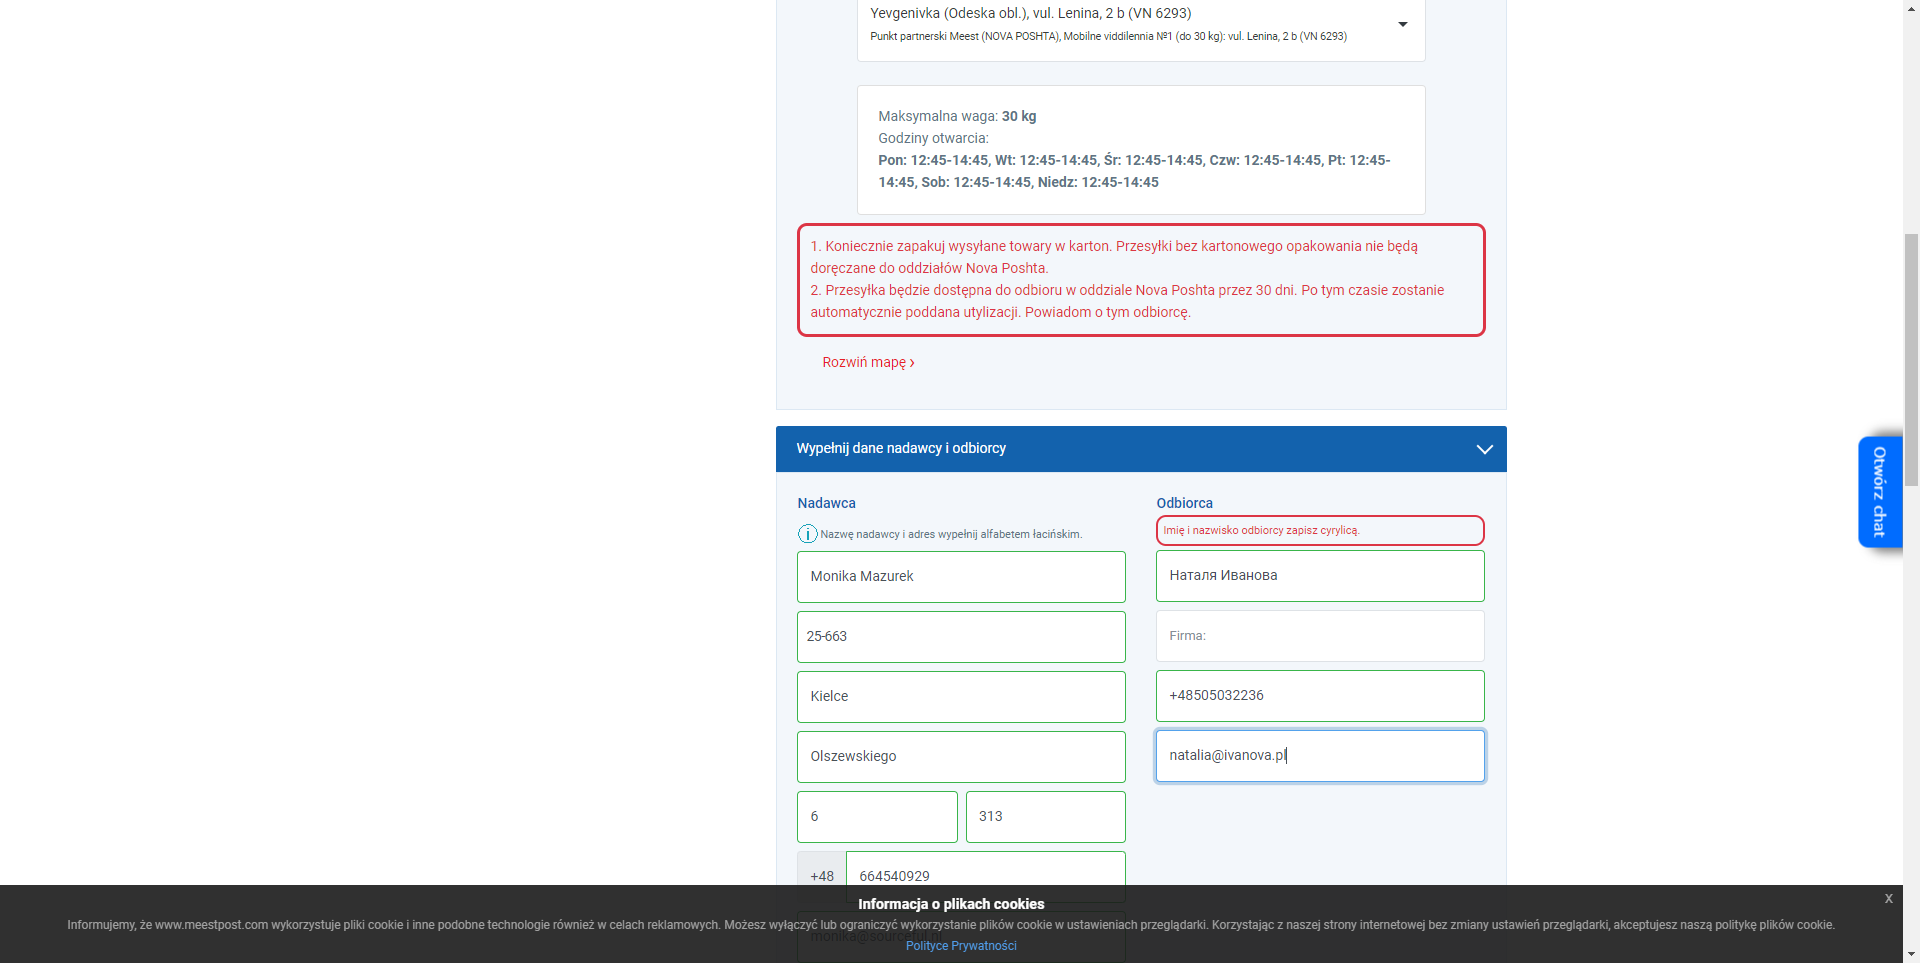 Yevgenivka (Odeska obl.), vul. Lenina, 2 b (VN 6293)
Punkt partnerski Meest (NOVA POSHTA), Mobilne viddilennia №1 (do 30 kg): vul. Lenina, 2 b (VN 6293)
Maksymalna waga: 30 kg
Godziny otwarcia:
Pon: 12:45-14:45, Wt: 12:45-14:45, Śr: 12:45-14:45, Czw: 12:45-14:45, Pt: 12:45-
14:45, Sob: 12:45-14:45, Niedz: 12:45-14:45
1. Koniecznie zapakuj wysyłane towary w karton. Przesyłki bez kartonowego opakowania nie będą
doręczane do oddziałów Nova Poshta.
2. Przesyłka będzie dostępna do odbioru w oddziale Nova Poshta przez 30 dni. Po tym czasie zostanie
automatycznie poddana utylizacji. Powiadom o tym odbiorcę.
Rozwiń mapę ›
Wypełnij dane nadawcy i odbiorcy
Nadawca
Nazwę nadawcy i adres wypełnij alfabetem łacińskim.
Monika Mazurek
25-663
Kielce
Olszewskiego
6
313
+48
664540929
Odbiorca
Imię i nazwisko odbiorcy zapisz cyrylicą.
Наталя Иванова
Firma:
+48505032236
natalia@ivanova.pl
Otwórz chat
Informacja o plikach cookies
x
Informujemy, że www.meestpost.com wykorzystuje pliki cookie i inne podobne technologie również w celach reklamowych. Możesz wyłączyć lub ograniczyć wykorzystanie plików cookie w ustawieniach przeglądarki. Korzystając z naszej strony internetowej bez zmiany ustawień przeglądarki, akceptujesz naszą politykę plików cookie.
Polityce Prywatności